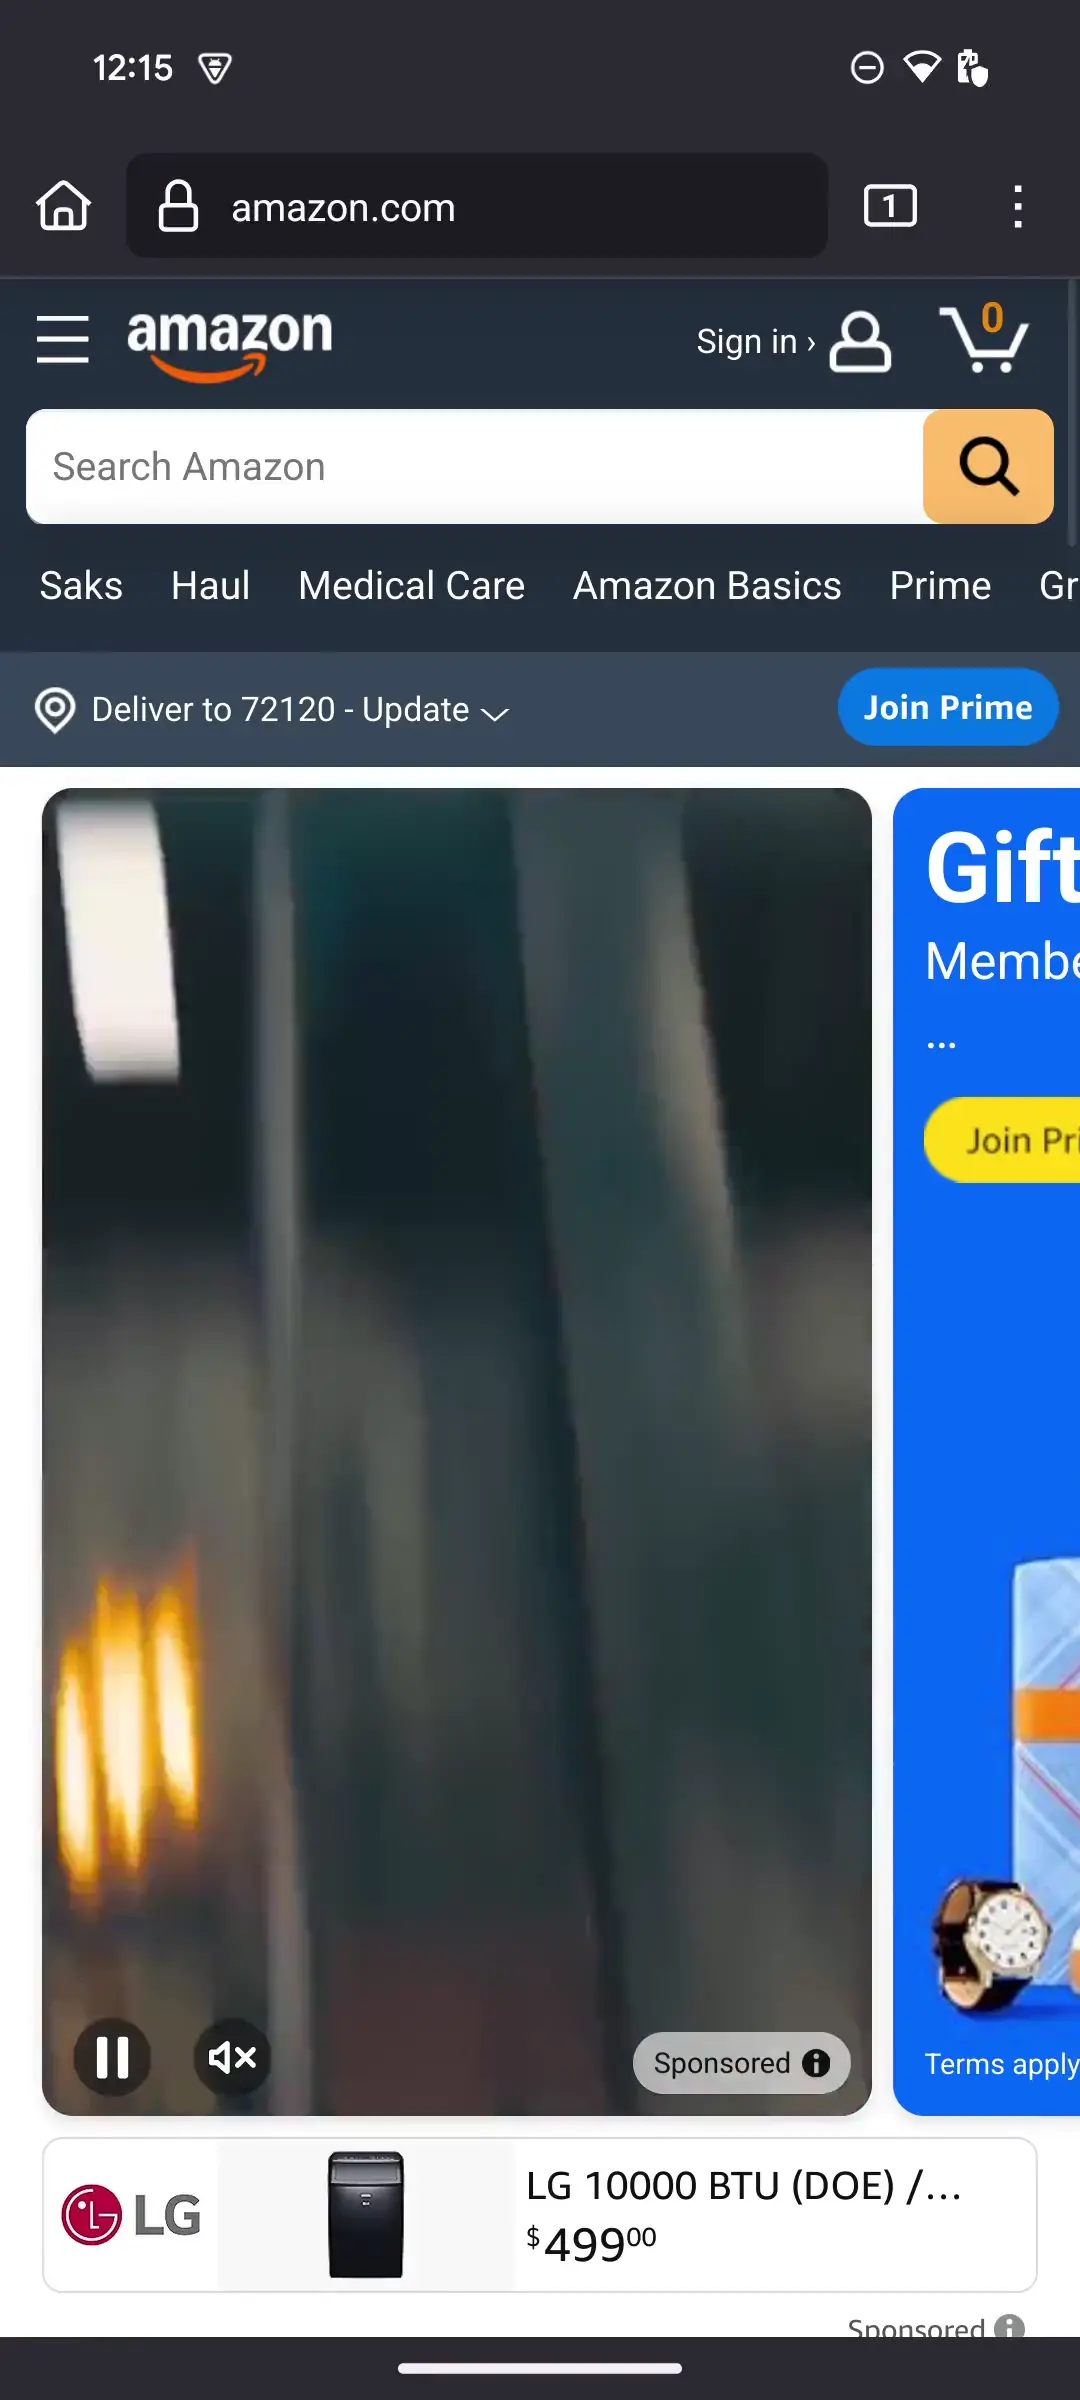 12:15
amazon.com
1
amazon
Sign in ›
0
Search Amazon
Saks Haul Medical Care Amazon Basics Prime Gr
Deliver to 72120 - Update
Join Prime
Gift
Membe
...
Join Pri
Terms apply
Sponsored
LG
LG 10000 BTU (DOE) /...
$49900
Sponsored